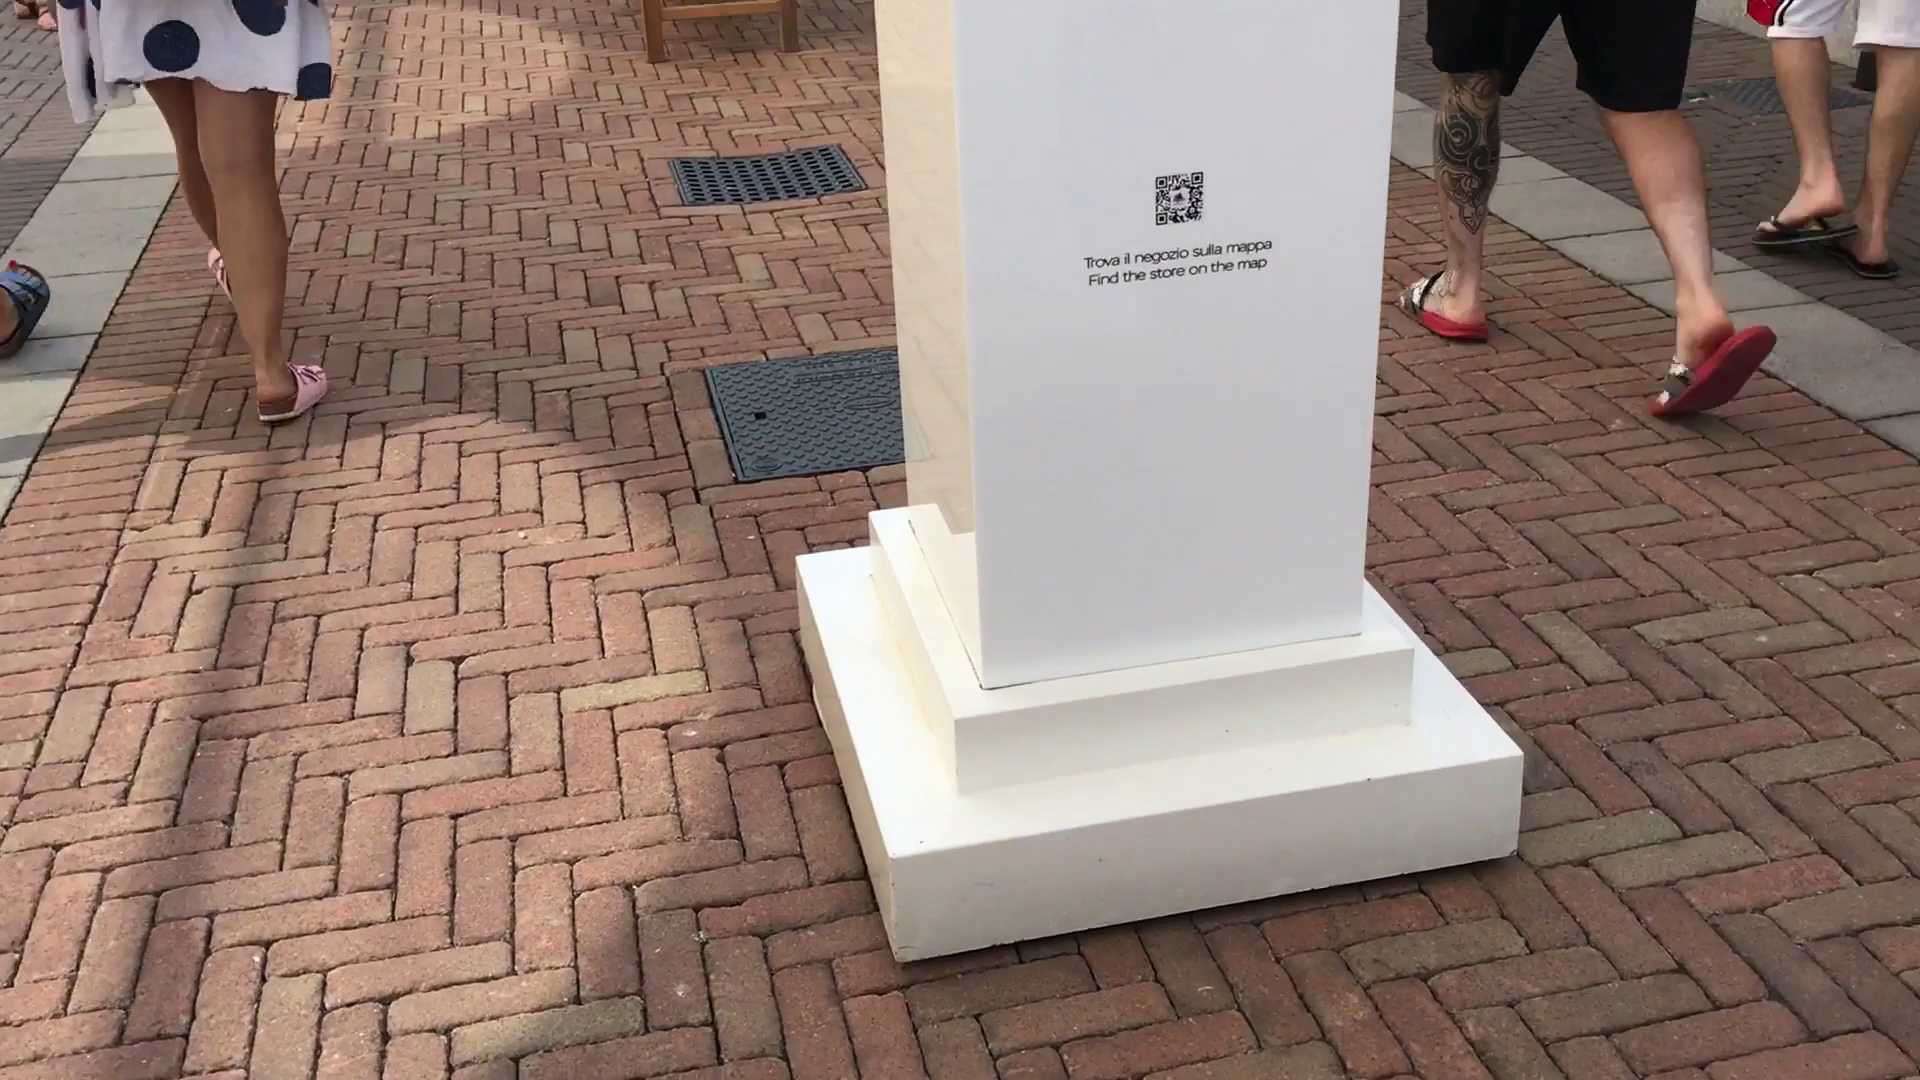 Trova il negozio sulla mappa
Find the store on the map